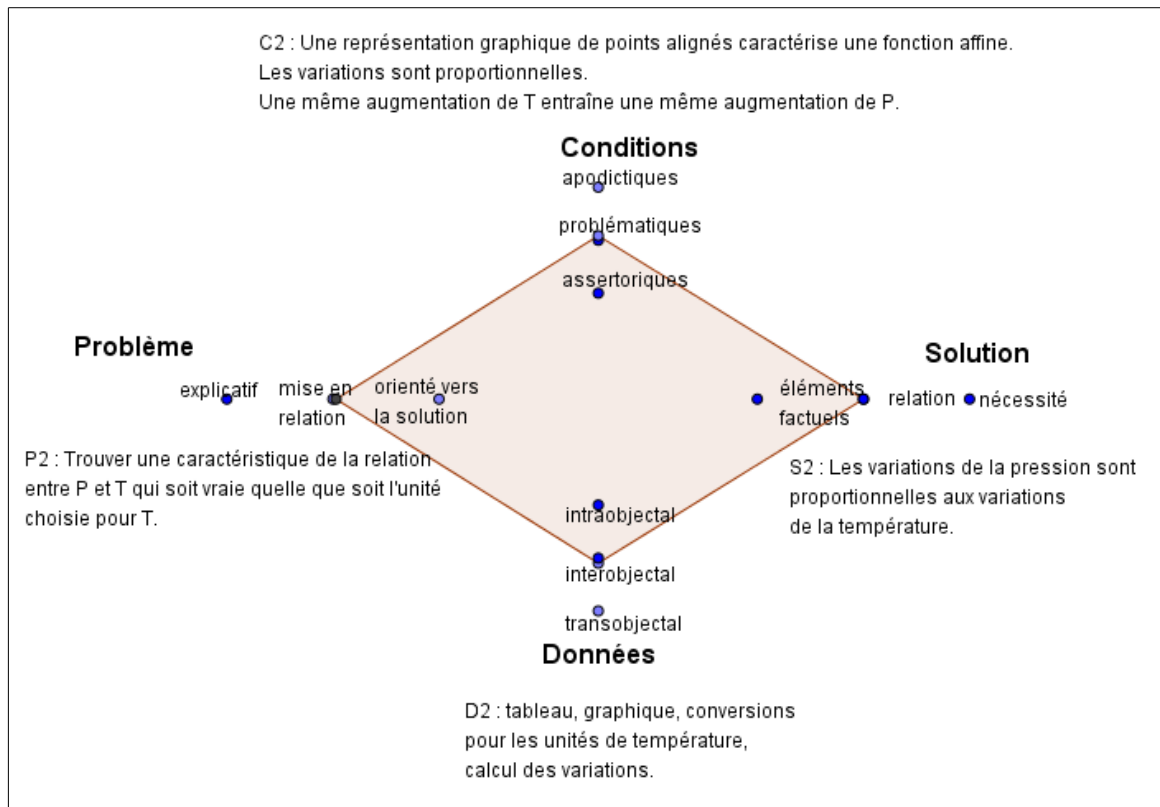 C2 : Une représentation graphique de points alignés caractérise une fonction affine.
Les variations sont proportionnelles.
Une même augmentation de T entraîne une même augmentation de P.
Conditions
apodictiques
problématiques
assertoriques
Problème
explicatif
mise en
relation
orienté vers
la solution
P2 : Trouver une caractéristique de la relation
entre P et T qui soit vraie quelle que soit l'unité
choisie pour T.
Solution
éléments
factuels
relation
nécessité
S2 : Les variations de la pression sont
proportionnelles aux variations
de la température.
intraobjectal
interobjectal
transobjectal
Données
D2 : tableau, graphique, conversions
pour les unités de température,
calcul des variations.